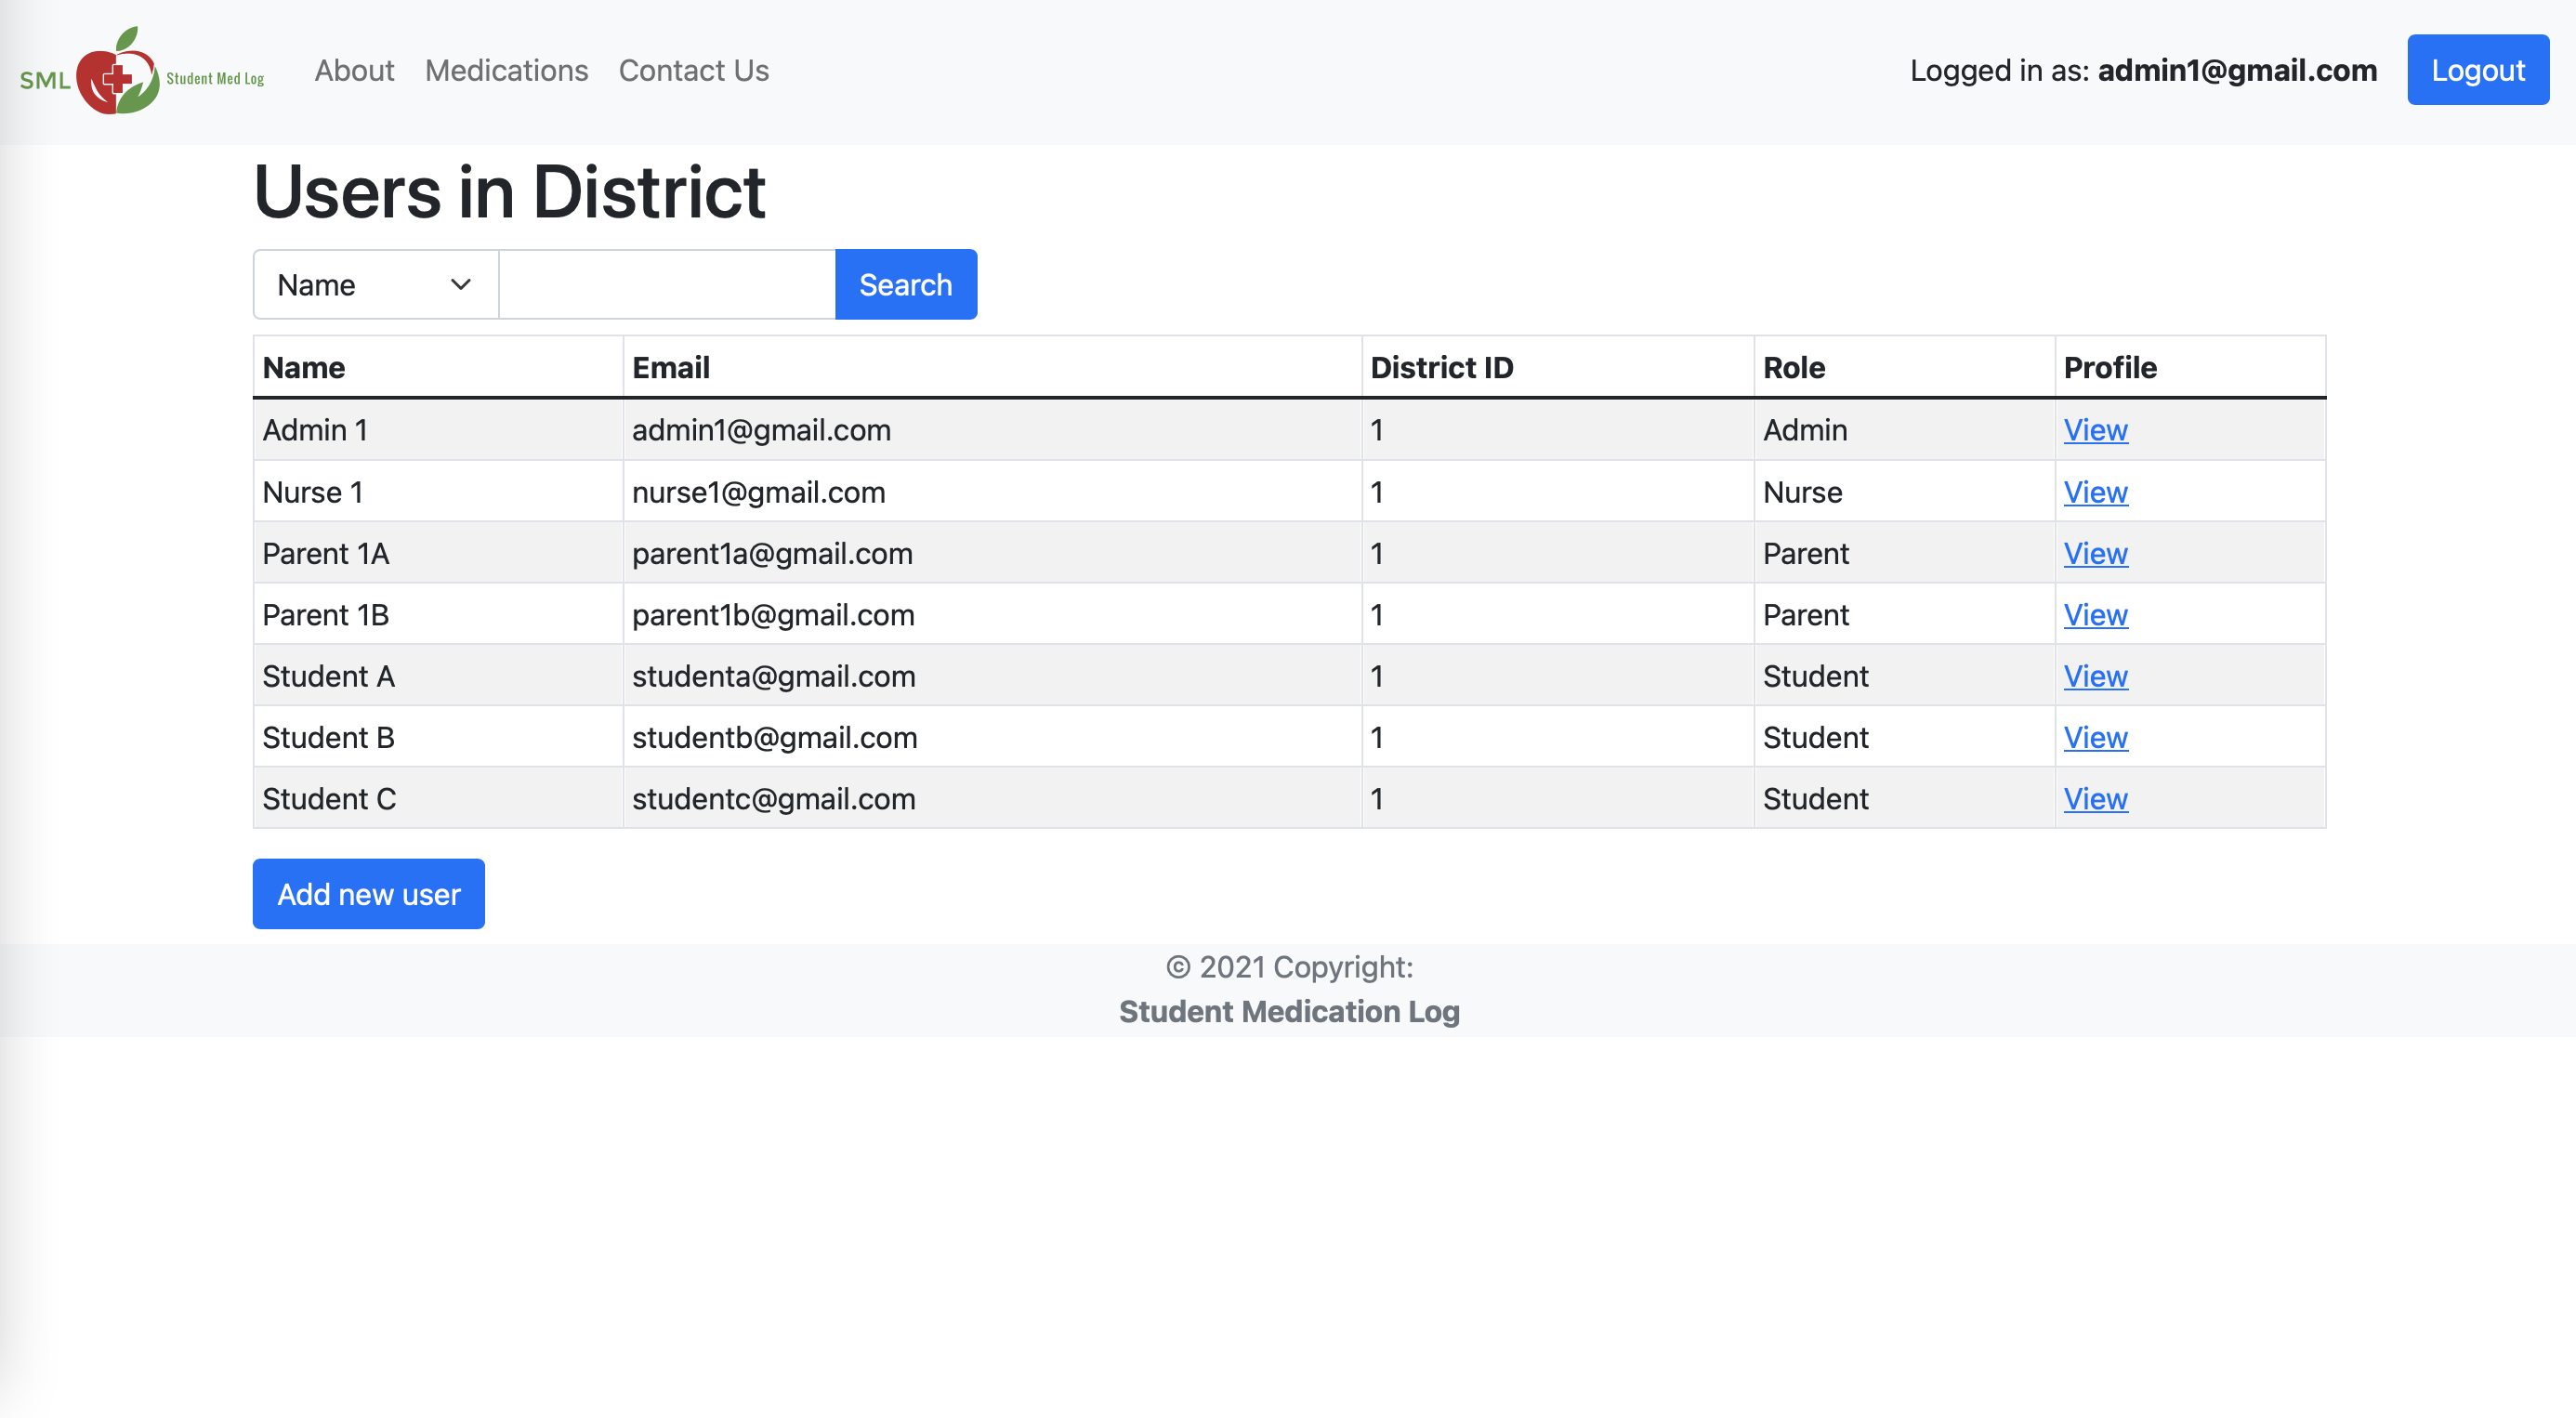 SML Student Med Log About Medications Contact Us Logged in as: admin1@gmail.com Logout
Users in District
Name Search
Name Email District ID Role Profile
Admin 1 admin1@gmail.com 1 Admin View
Nurse 1 nurse1@gmail.com 1 Nurse View
Parent 1A parent1a@gmail.com 1 Parent View
Parent 1B parent1b@gmail.com 1 Parent View
Student A studenta@gmail.com 1 Student View
Student B studentb@gmail.com 1 Student View
Student C studentc@gmail.com 1 Student View
Add new user
© 2021 Copyright:
Student Medication Log